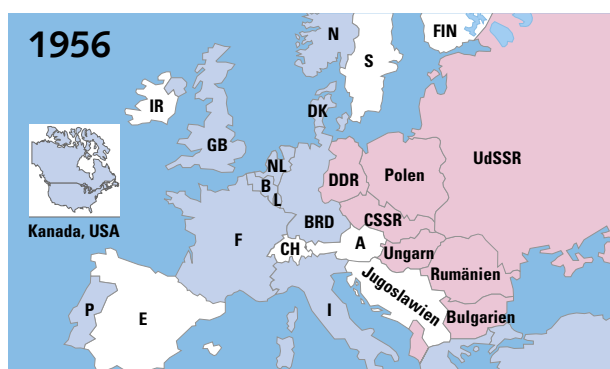 1956
N
FIN
S
IR
DK
GB
UdSSR
NL
DDR
Polen
B
L
BRD
CSSR
Kanada, USA
F
CH
A
Ungarn
Rumänien
Jugoslawien
P
E
I
Bulgarien